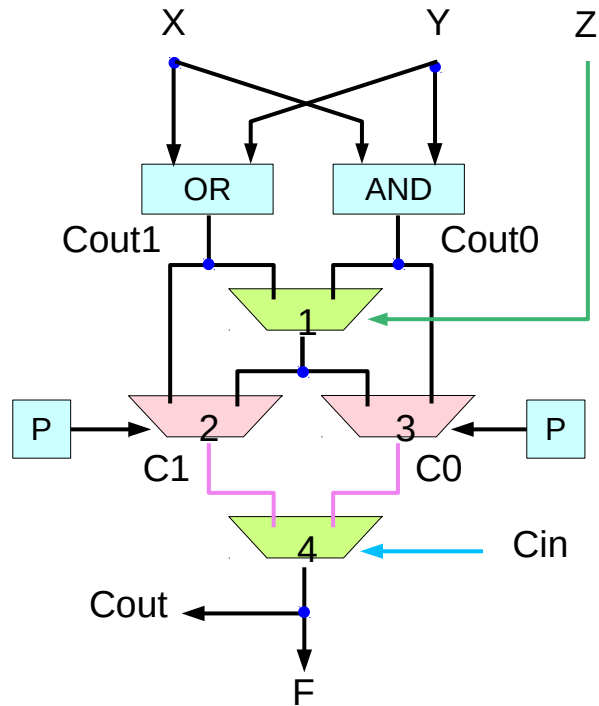 X Y Z
OR AND
Cout1 Cout0
1
P 2 3 P
C1 C0
4 Cin
Cout
F